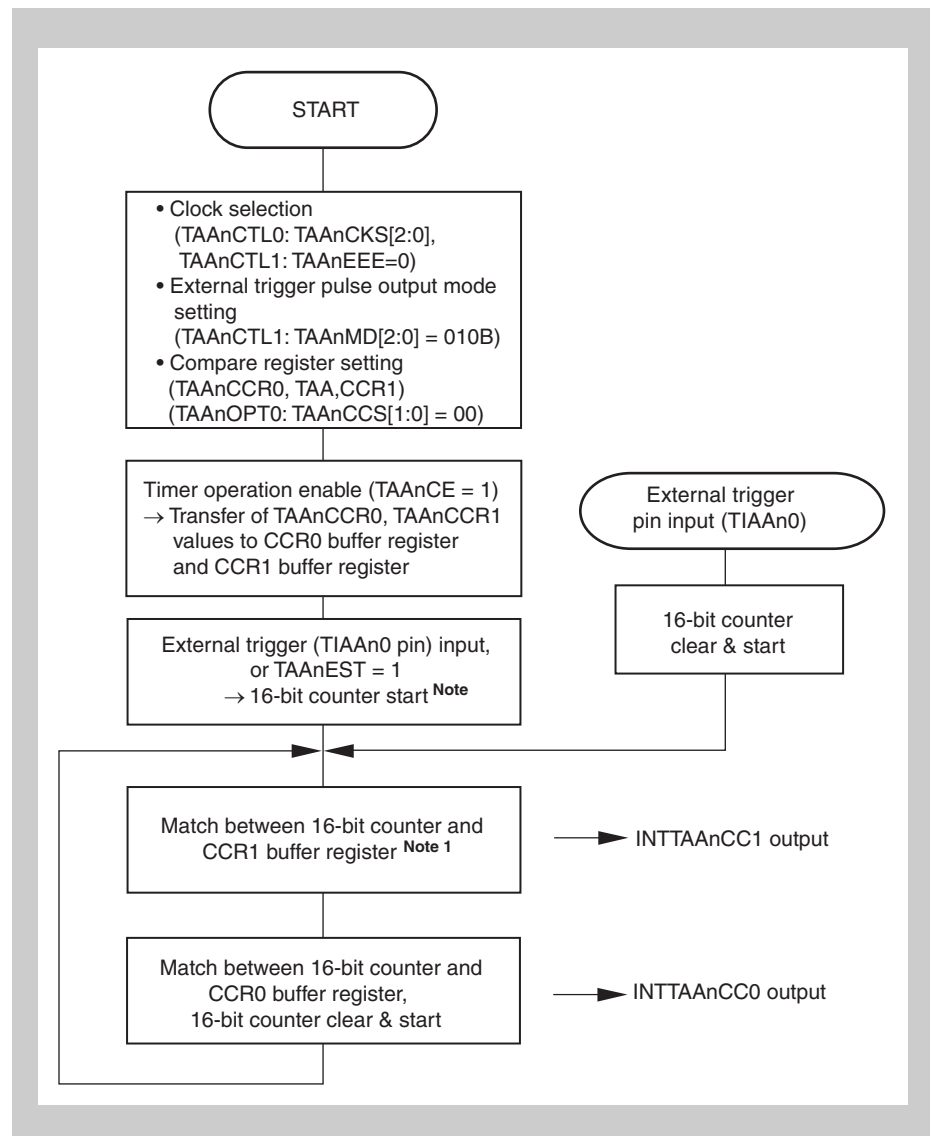 START
• Clock selection
(TAAnCTL0: TAAnCKS[2:0],
TAAnCTL1: TAAnEEE=0)
• External trigger pulse output mode
setting
(TAAnCTL1: TAAnMD[2:0] = 010B)
• Compare register setting
(TAAnCCR0, TAA,CCR1)
(TAAnOPT0: TAAnCCS[1:0] = 00)
Timer operation enable (TAAnCE = 1)
→ Transfer of TAAnCCR0, TAAnCCR1
values to CCR0 buffer register
and CCR1 buffer register
External trigger (TIAAn0 pin) input,
or TAAnEST = 1
→ 16-bit counter start Note
External trigger
pin input (TIAAn0)
16-bit counter
clear & start
Match between 16-bit counter and
CCR1 buffer register Note 1
INTTAAnCC1 output
Match between 16-bit counter and
CCR0 buffer register,
16-bit counter clear & start
INTTAAnCC0 output